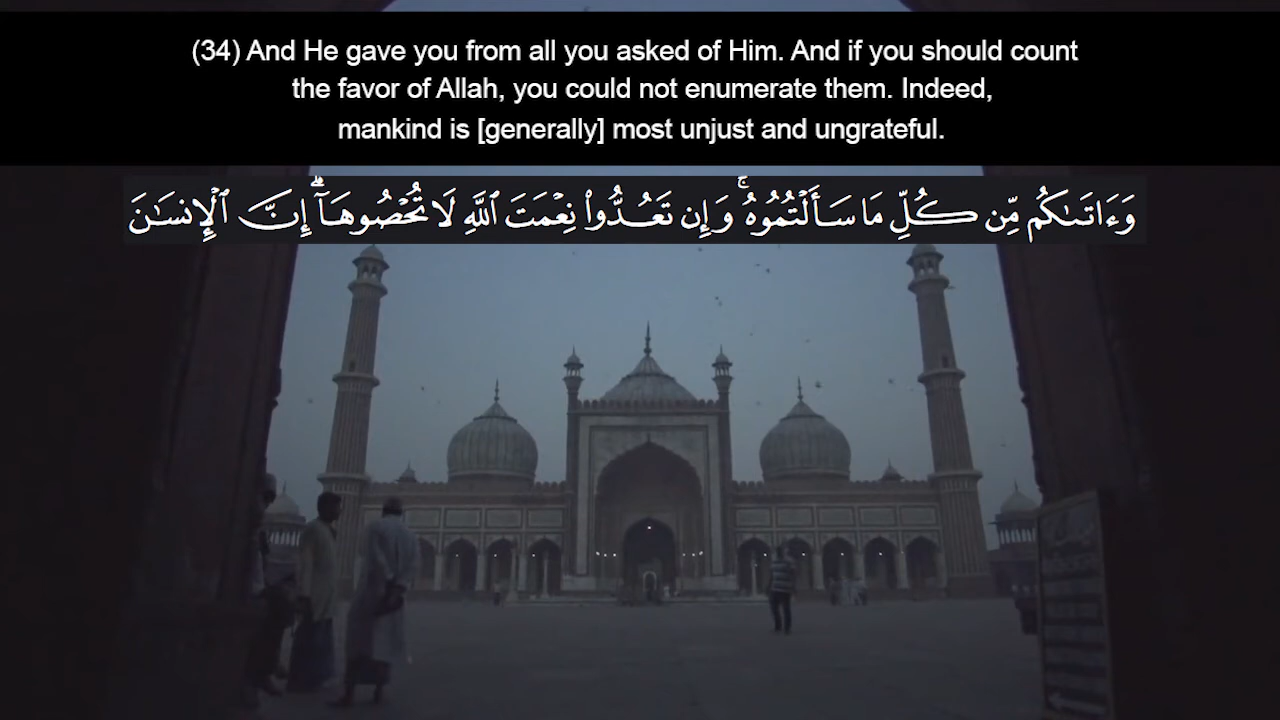 (34) And He gave you from all you asked of Him. And if you should count
the favor of Allah, you could not enumerate them. Indeed,
mankind is [generally] most unjust and ungrateful.
وَءَاتَىٰكُم مِّن كُلِّ مَا سَأَلْتُمُوهُ ۚ وَإِن تَعُدُّوا۟ نِعْمَتَ ٱللَّهِ لَا تُحْصُوهَآ ۗ إِنَّ ٱلْإِنسَـٰنَ